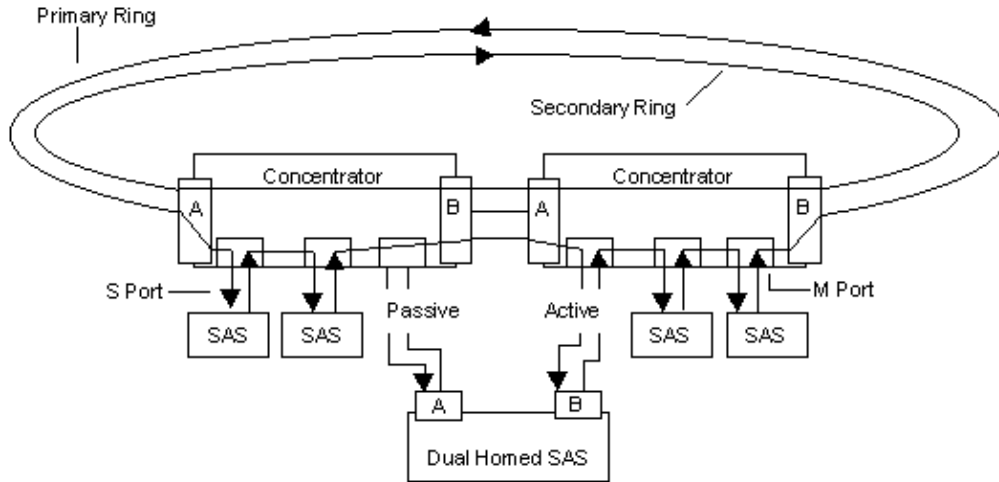 Primary Ring
Secondary Ring
Concentrator
Concentrator
A
B
A
B
S Port
Passive
Active
M Port
SAS
SAS
SAS
SAS
A
B
Dual Homed SAS